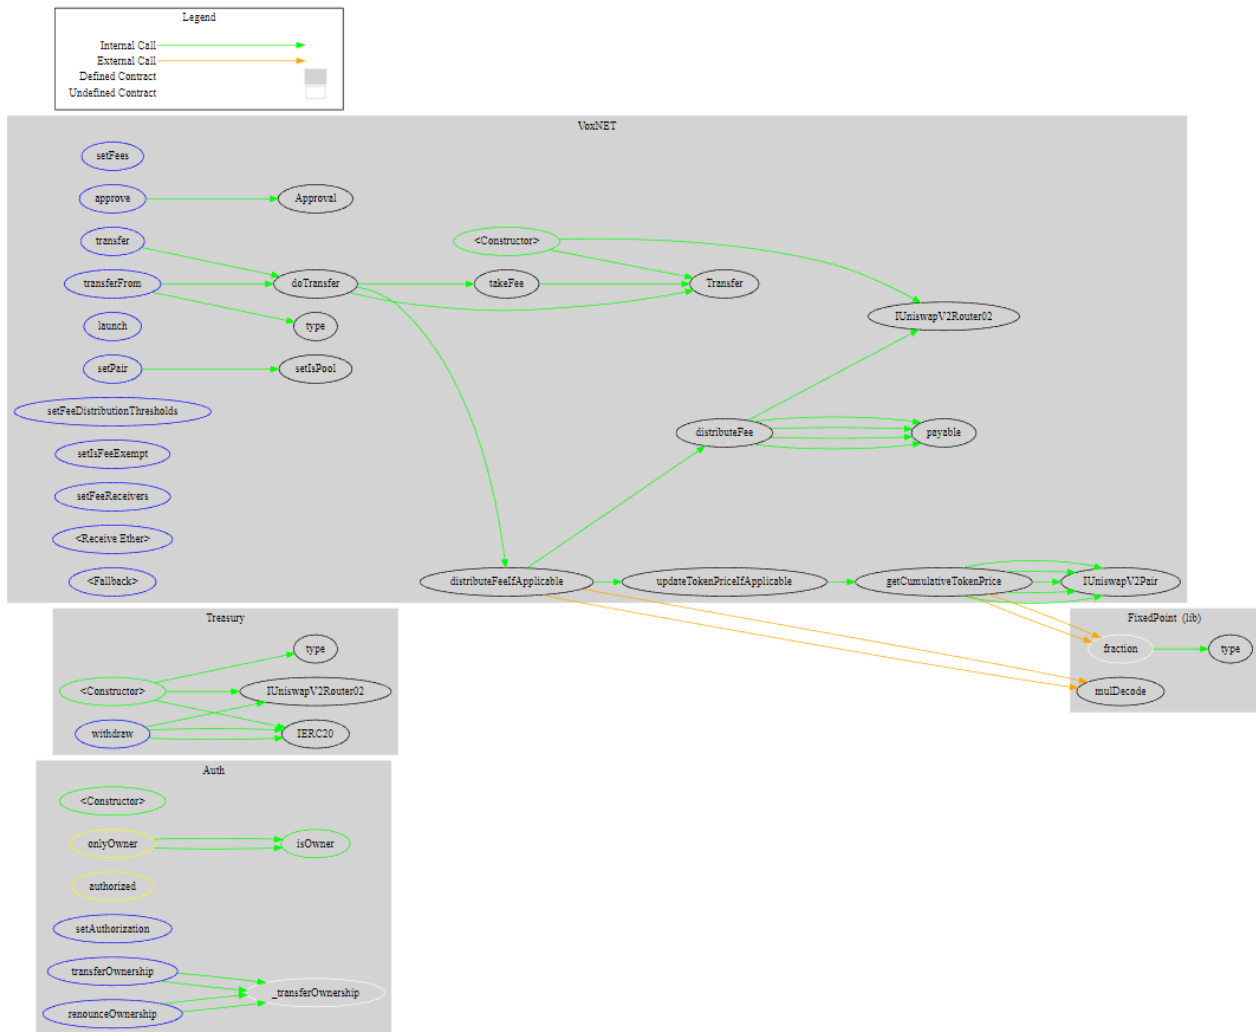 Legend
Internal Call
External Call
Defined Contract
Undefined Contract
VoxNET
setFees
approve
Approval
transfer
<Constructor>
transferFrom
doTransfer
takeFee
Transfer
launch
type
IUniswapV2Router02
setPair
setIsPool
setFeeDistributionThresholds
distributeFee
payable
setIsFeeExempt
setFeeReceivers
<Receive Ether>
<Fallback>
distributeFeeIfApplicable
updateTokenPriceIfApplicable
getCumulativeTokenPrice
IUniswapV2Pair
Treasury
type
<Constructor>
IUniswapV2Router02
withdraw
IERC20
FixedPoint (lib)
fraction
type
mulDecode
Auth
<Constructor>
onlyOwner
isOwner
authorized
setAuthorization
transferOwnership
_transferOwnership
renounceOwnership